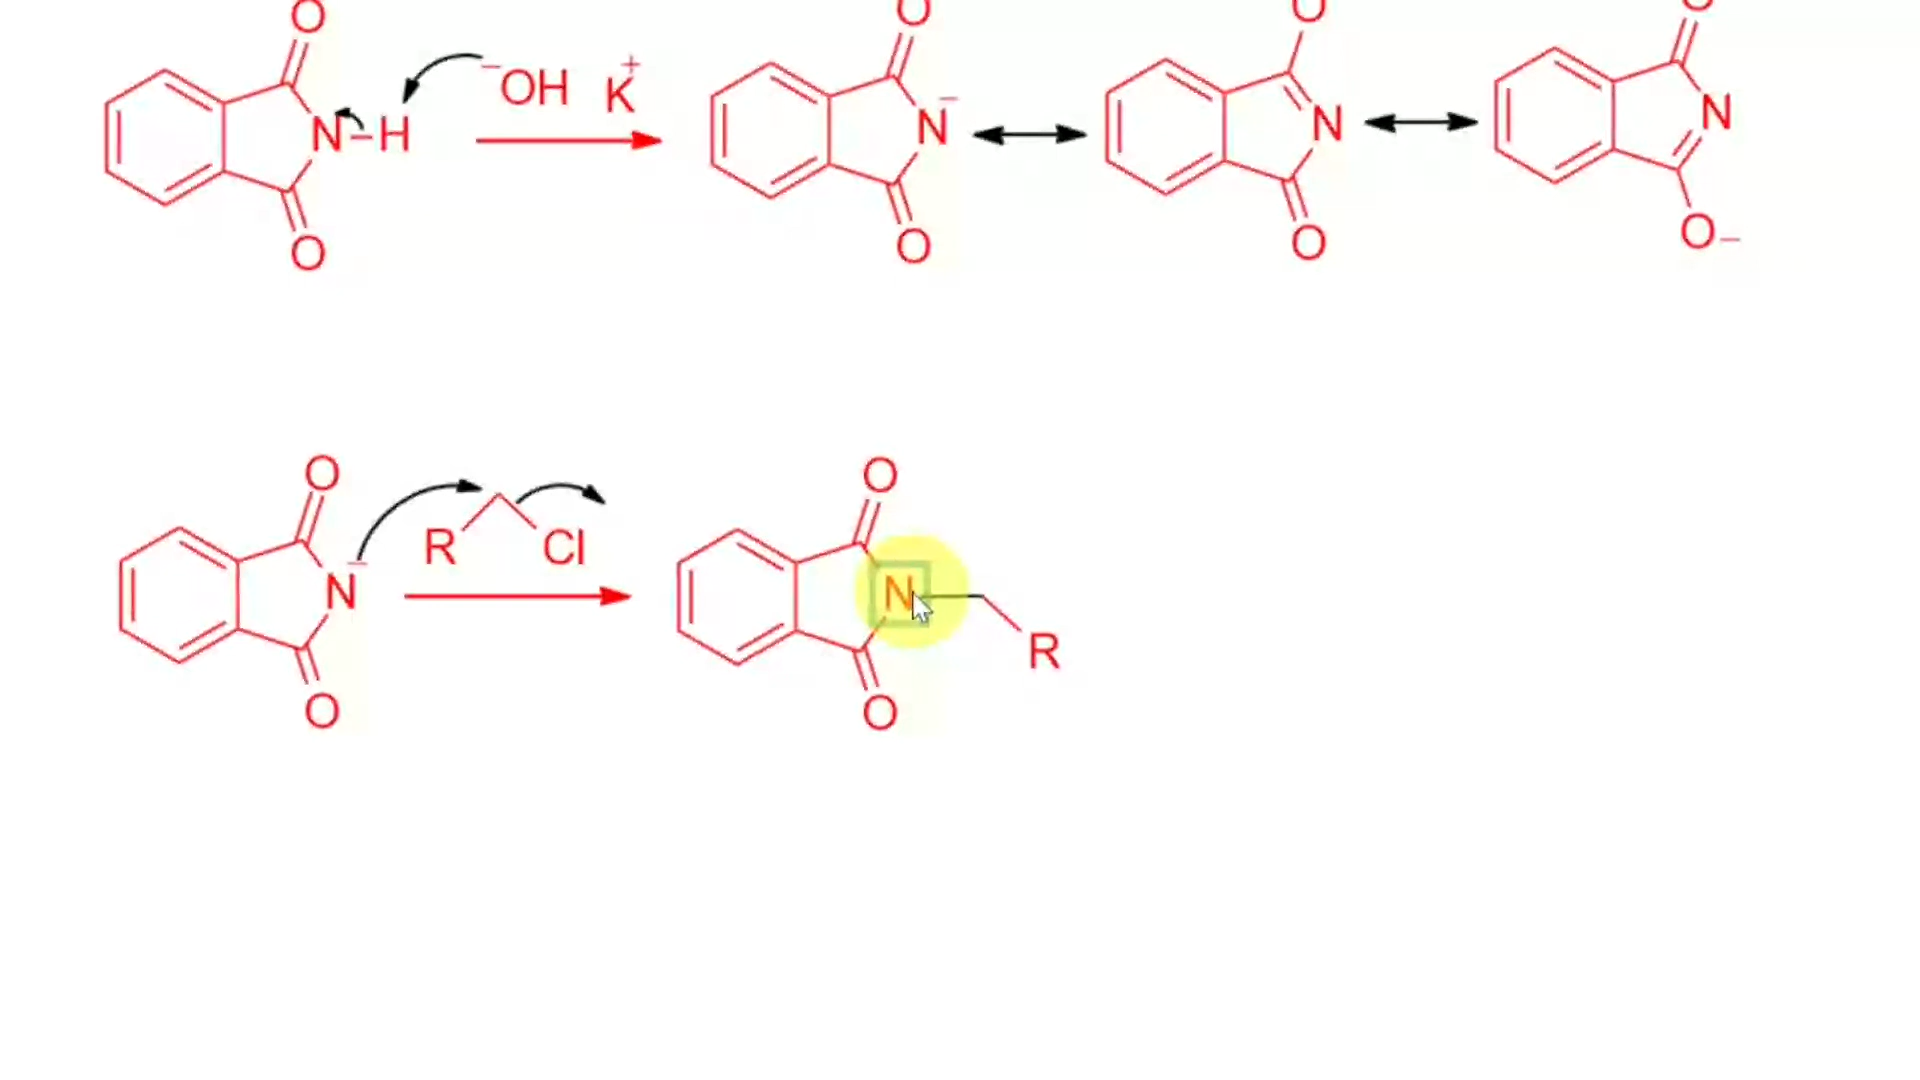 O O O O
N-H ⁻OH K⁺ N⁻ N N
O O O O⁻
O O
N⁻ R Cl N R
O O